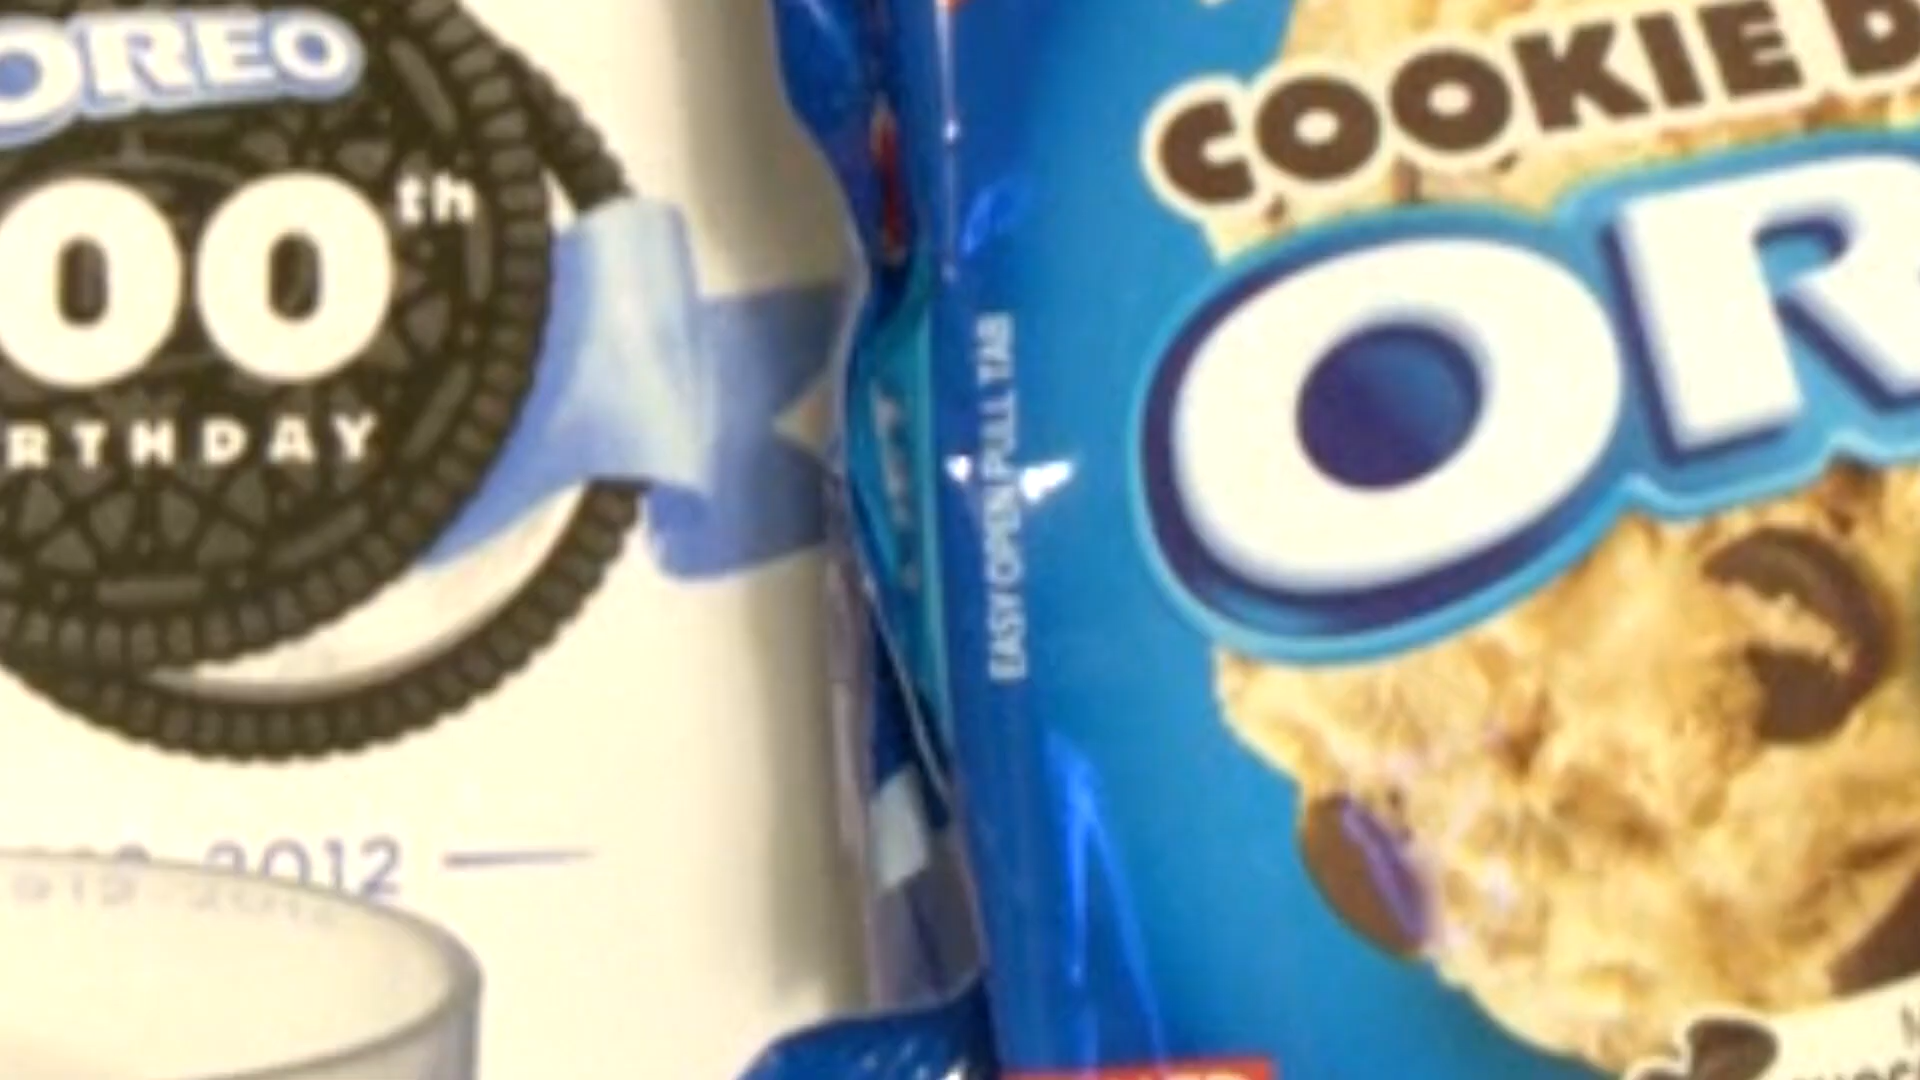 OREO
00th
RTHDAY
2012
EASY OPEN PULL TAB
COOKIE D
OR